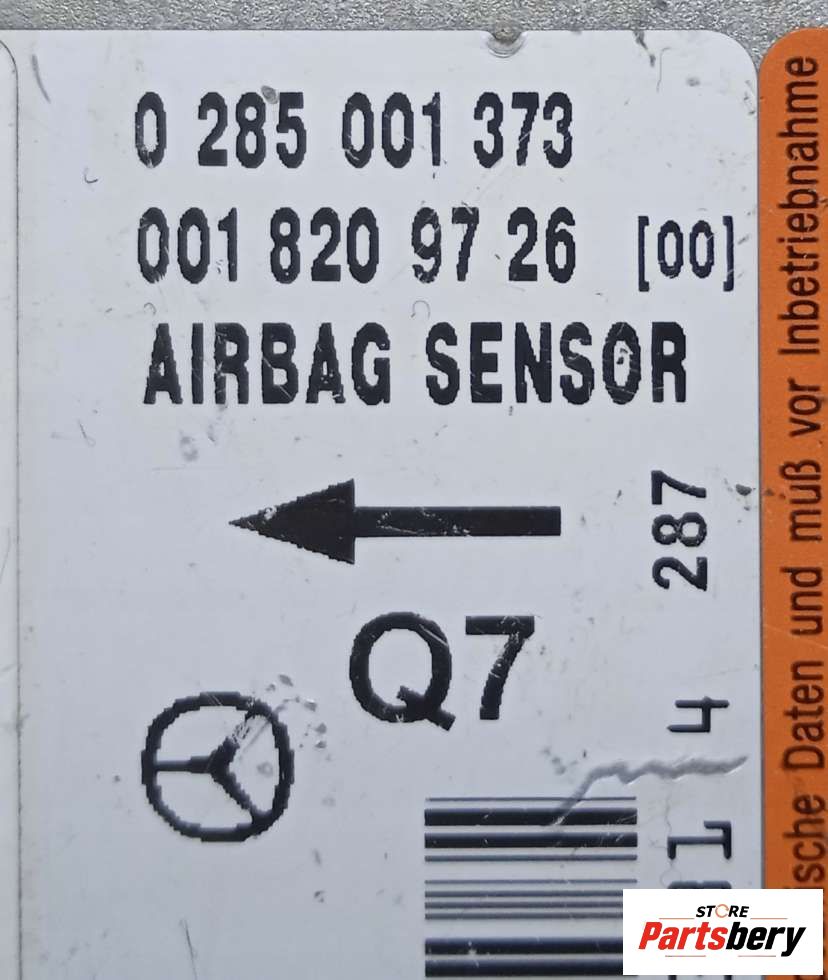 0 285 001 373
001 820 97 26 [00]
AIRBAG SENSOR
287
Q7
4
und muß vor Inbetriebnahme
Daten
STORE
Partsbery